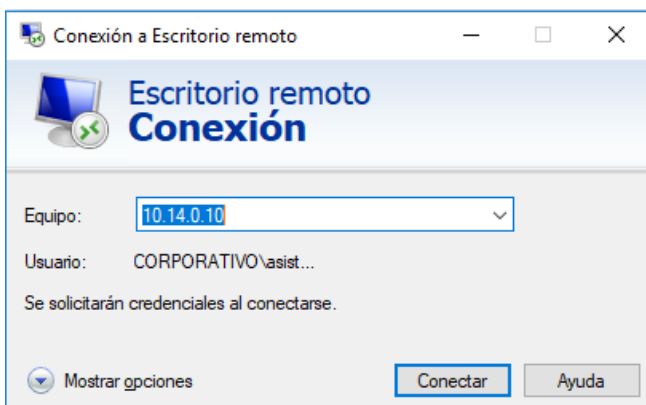 Conexión a Escritorio remoto
Escritorio remoto
Conexión
Equipo: 10.14.0.10
Usuario: CORPORATIVO\asist...
Se solicitarán credenciales al conectarse.
Mostrar opciones Conectar Ayuda